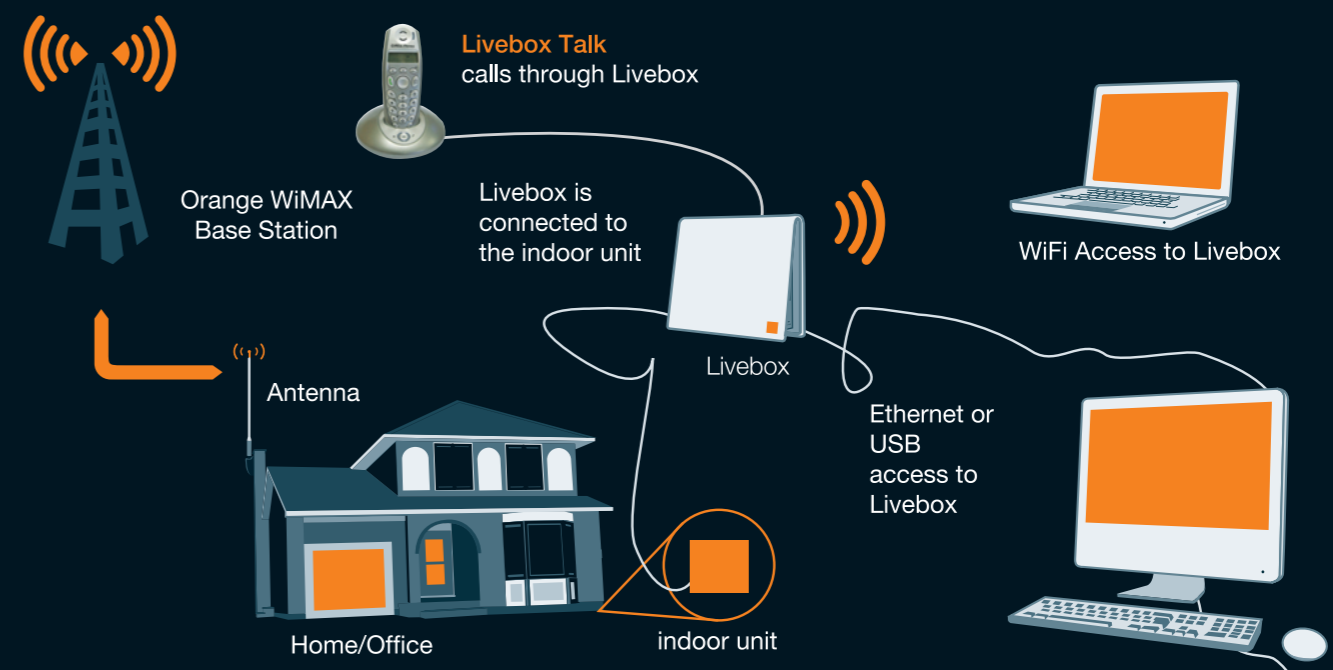 Livebox Talk
calls through Livebox
Orange WiMAX
Base Station
Livebox is
connected to
the indoor unit
WiFi Access to Livebox
Livebox
Antenna
Ethernet or
USB
access to
Livebox
Home/Office
indoor unit